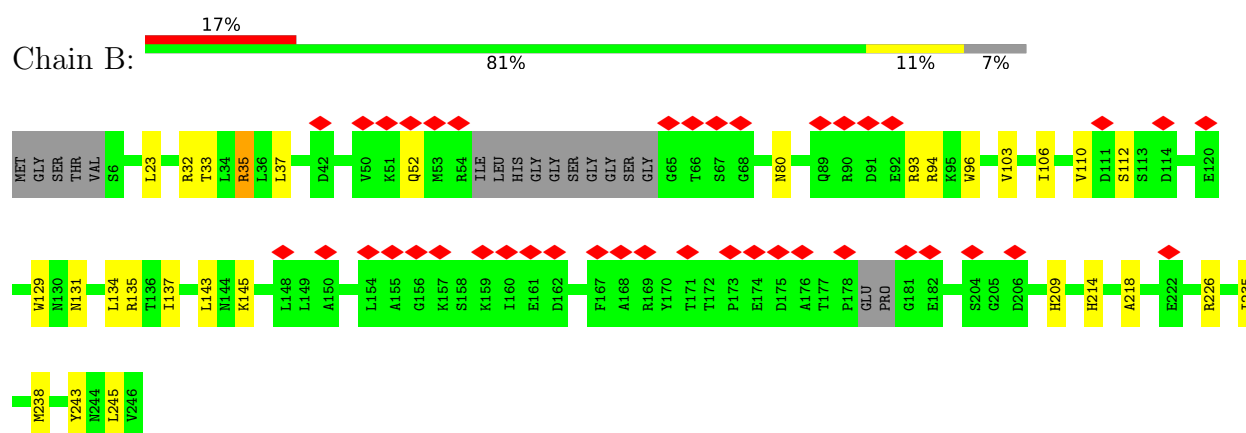 17%
Chain B:
81% 11% 7%
MET GLY SER THR VAL S6 L23 R32 T33 L34 R35 L36 L37 D42 V50 K51 Q52 M53 R54 ILE LEU HIS GLY GLY SER GLY GLY SER GLY G65 T66 S67 G68 N80 Q89 R90 D91 E92 R93 R94 K95 W96 V103 I106 V110 D111 S112 S113 D114 E120
W129 N130 N131 L134 R135 T136 I137 L143 N144 K145 L148 L149 A150 L154 A155 G156 K157 S158 K159 I160 E161 D162 F167 A168 R169 Y170 T171 T172 P173 E174 D175 A176 T177 P178 GLU PRO G181 E182 S204 G205 D206 H209 H214 A218 E222 R226
M238 Y243 N244 L245 V246